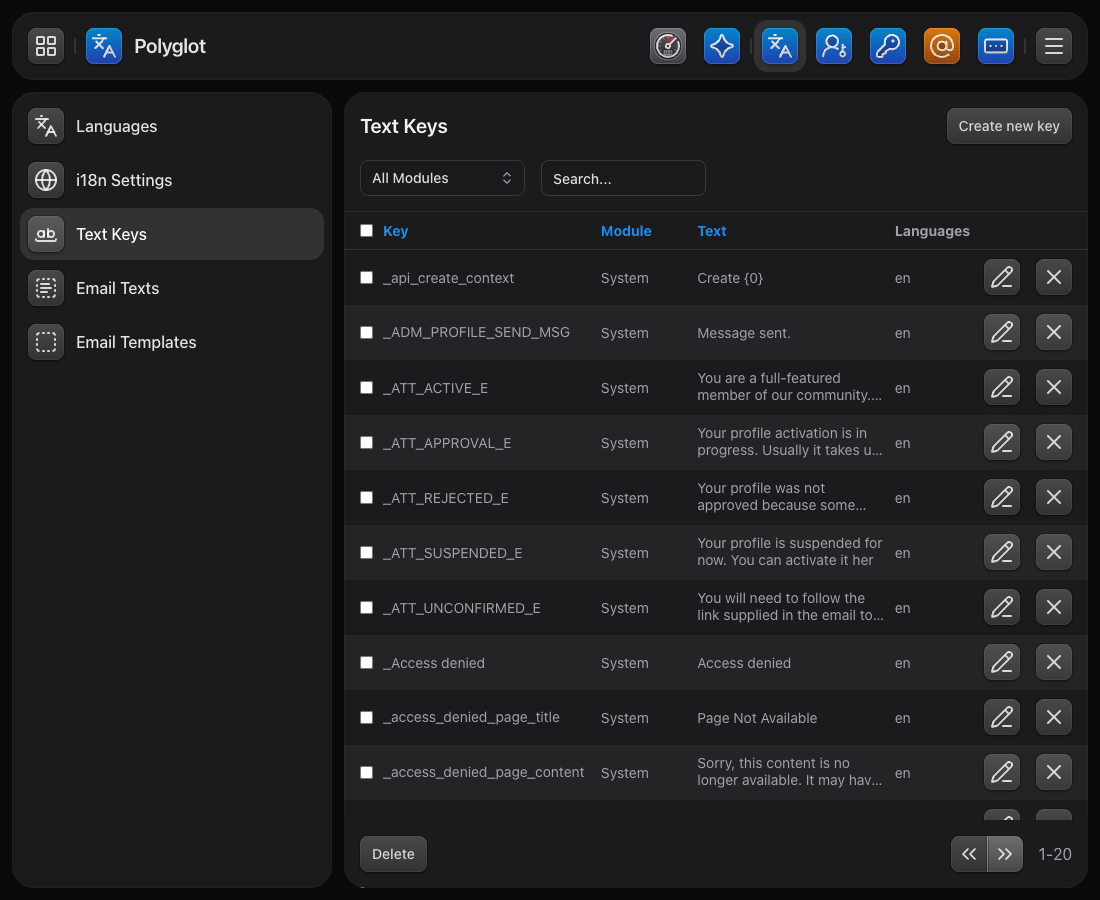 Polyglot
Languages
i18n Settings
ab
Text Keys
Email Texts
Email Templates
Text Keys
Create new key
All Modules
Search...
Key Module Text Languages
_api_create_context System Create {0} en
_ADM_PROFILE_SEND_MSG System Message sent. en
_ATT_ACTIVE_E System You are a full-featured
member of our community.... en
_ATT_APPROVAL_E System Your profile activation is in
progress. Usually it takes u... en
_ATT_REJECTED_E System Your profile was not
approved because some... en
_ATT_SUSPENDED_E System Your profile is suspended for
now. You can activate it her en
_ATT_UNCONFIRMED_E System You will need to follow the
link supplied in the email to... en
_Access denied System Access denied en
_access_denied_page_title System Page Not Available en
_access_denied_page_content System Sorry, this content is no
longer available. It may hav... en
Delete
1-20